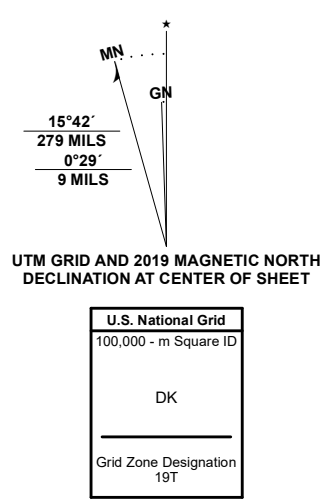 ★
MN
GN
15°42´
279 MILS
0°29´
9 MILS
UTM GRID AND 2019 MAGNETIC NORTH
DECLINATION AT CENTER OF SHEET
U.S. National Grid
100,000 - m Square ID
DK
Grid Zone Designation
19T